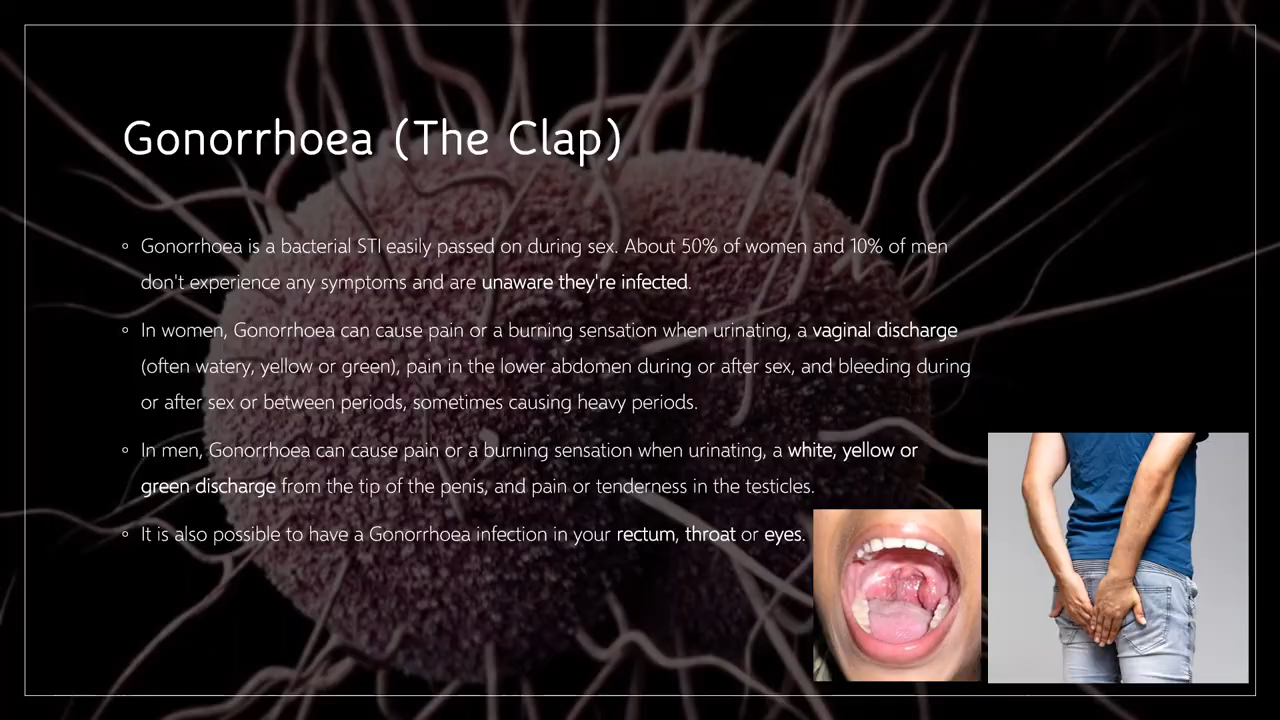 Gonorrhoea (The Clap)
◦ Gonorrhoea is a bacterial STI easily passed on during sex. About 50% of women and 10% of men
don't experience any symptoms and are unaware they're infected.
◦ In women, Gonorrhoea can cause pain or a burning sensation when urinating, a vaginal discharge
(often watery, yellow or green), pain in the lower abdomen during or after sex, and bleeding during
or after sex or between periods, sometimes causing heavy periods.
◦ In men, Gonorrhoea can cause pain or a burning sensation when urinating, a white, yellow or
green discharge from the tip of the penis, and pain or tenderness in the testicles.
◦ It is also possible to have a Gonorrhoea infection in your rectum, throat or eyes.